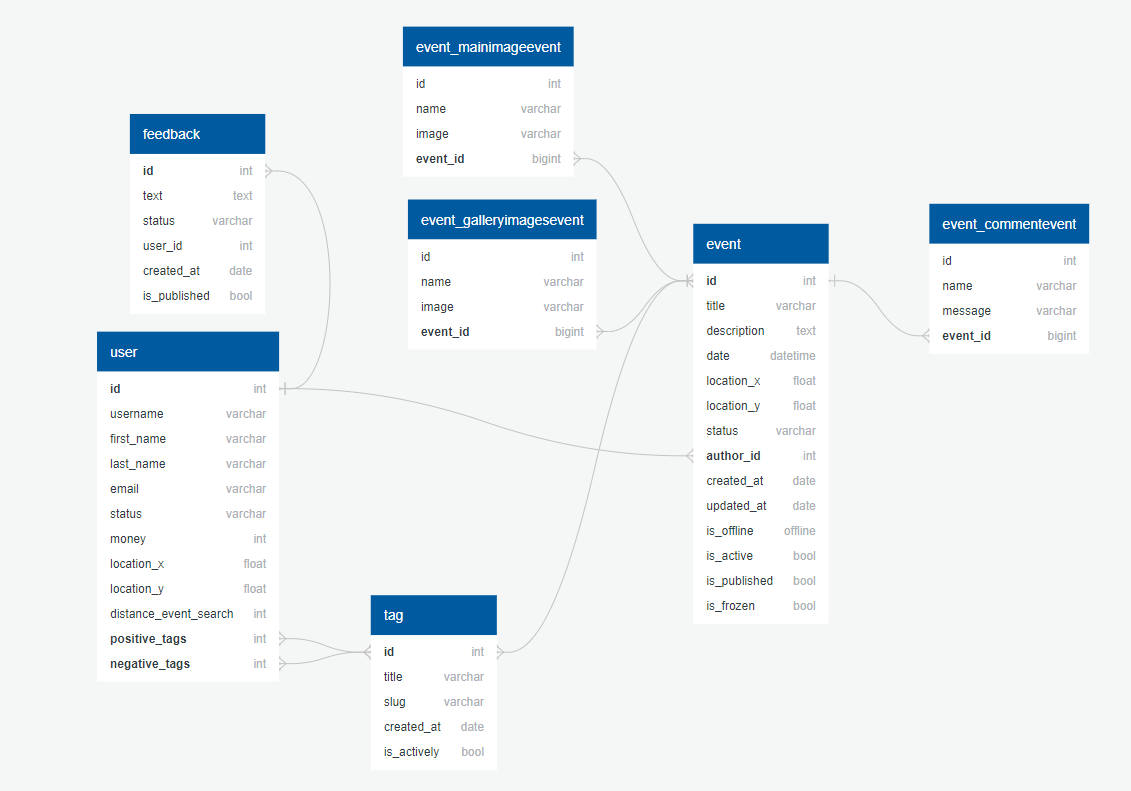 event_mainimageevent
id int
name varchar
image varchar
event_id bigint
feedback
id int
text text
status varchar
user_id int
created_at date
is_published bool
event_galleryimagesevent
id int
name varchar
image varchar
event_id bigint
event
id int
title varchar
description text
date datetime
location_x float
location_y float
status varchar
author_id int
created_at date
updated_at date
is_offline offline
is_active bool
is_published bool
is_frozen bool
event_commentevent
id int
name varchar
message varchar
event_id bigint
user
id int
username varchar
first_name varchar
last_name varchar
email varchar
status varchar
money int
location_x float
location_y float
distance_event_search int
positive_tags int
negative_tags int
tag
id int
title varchar
slug varchar
created_at date
is_actively bool